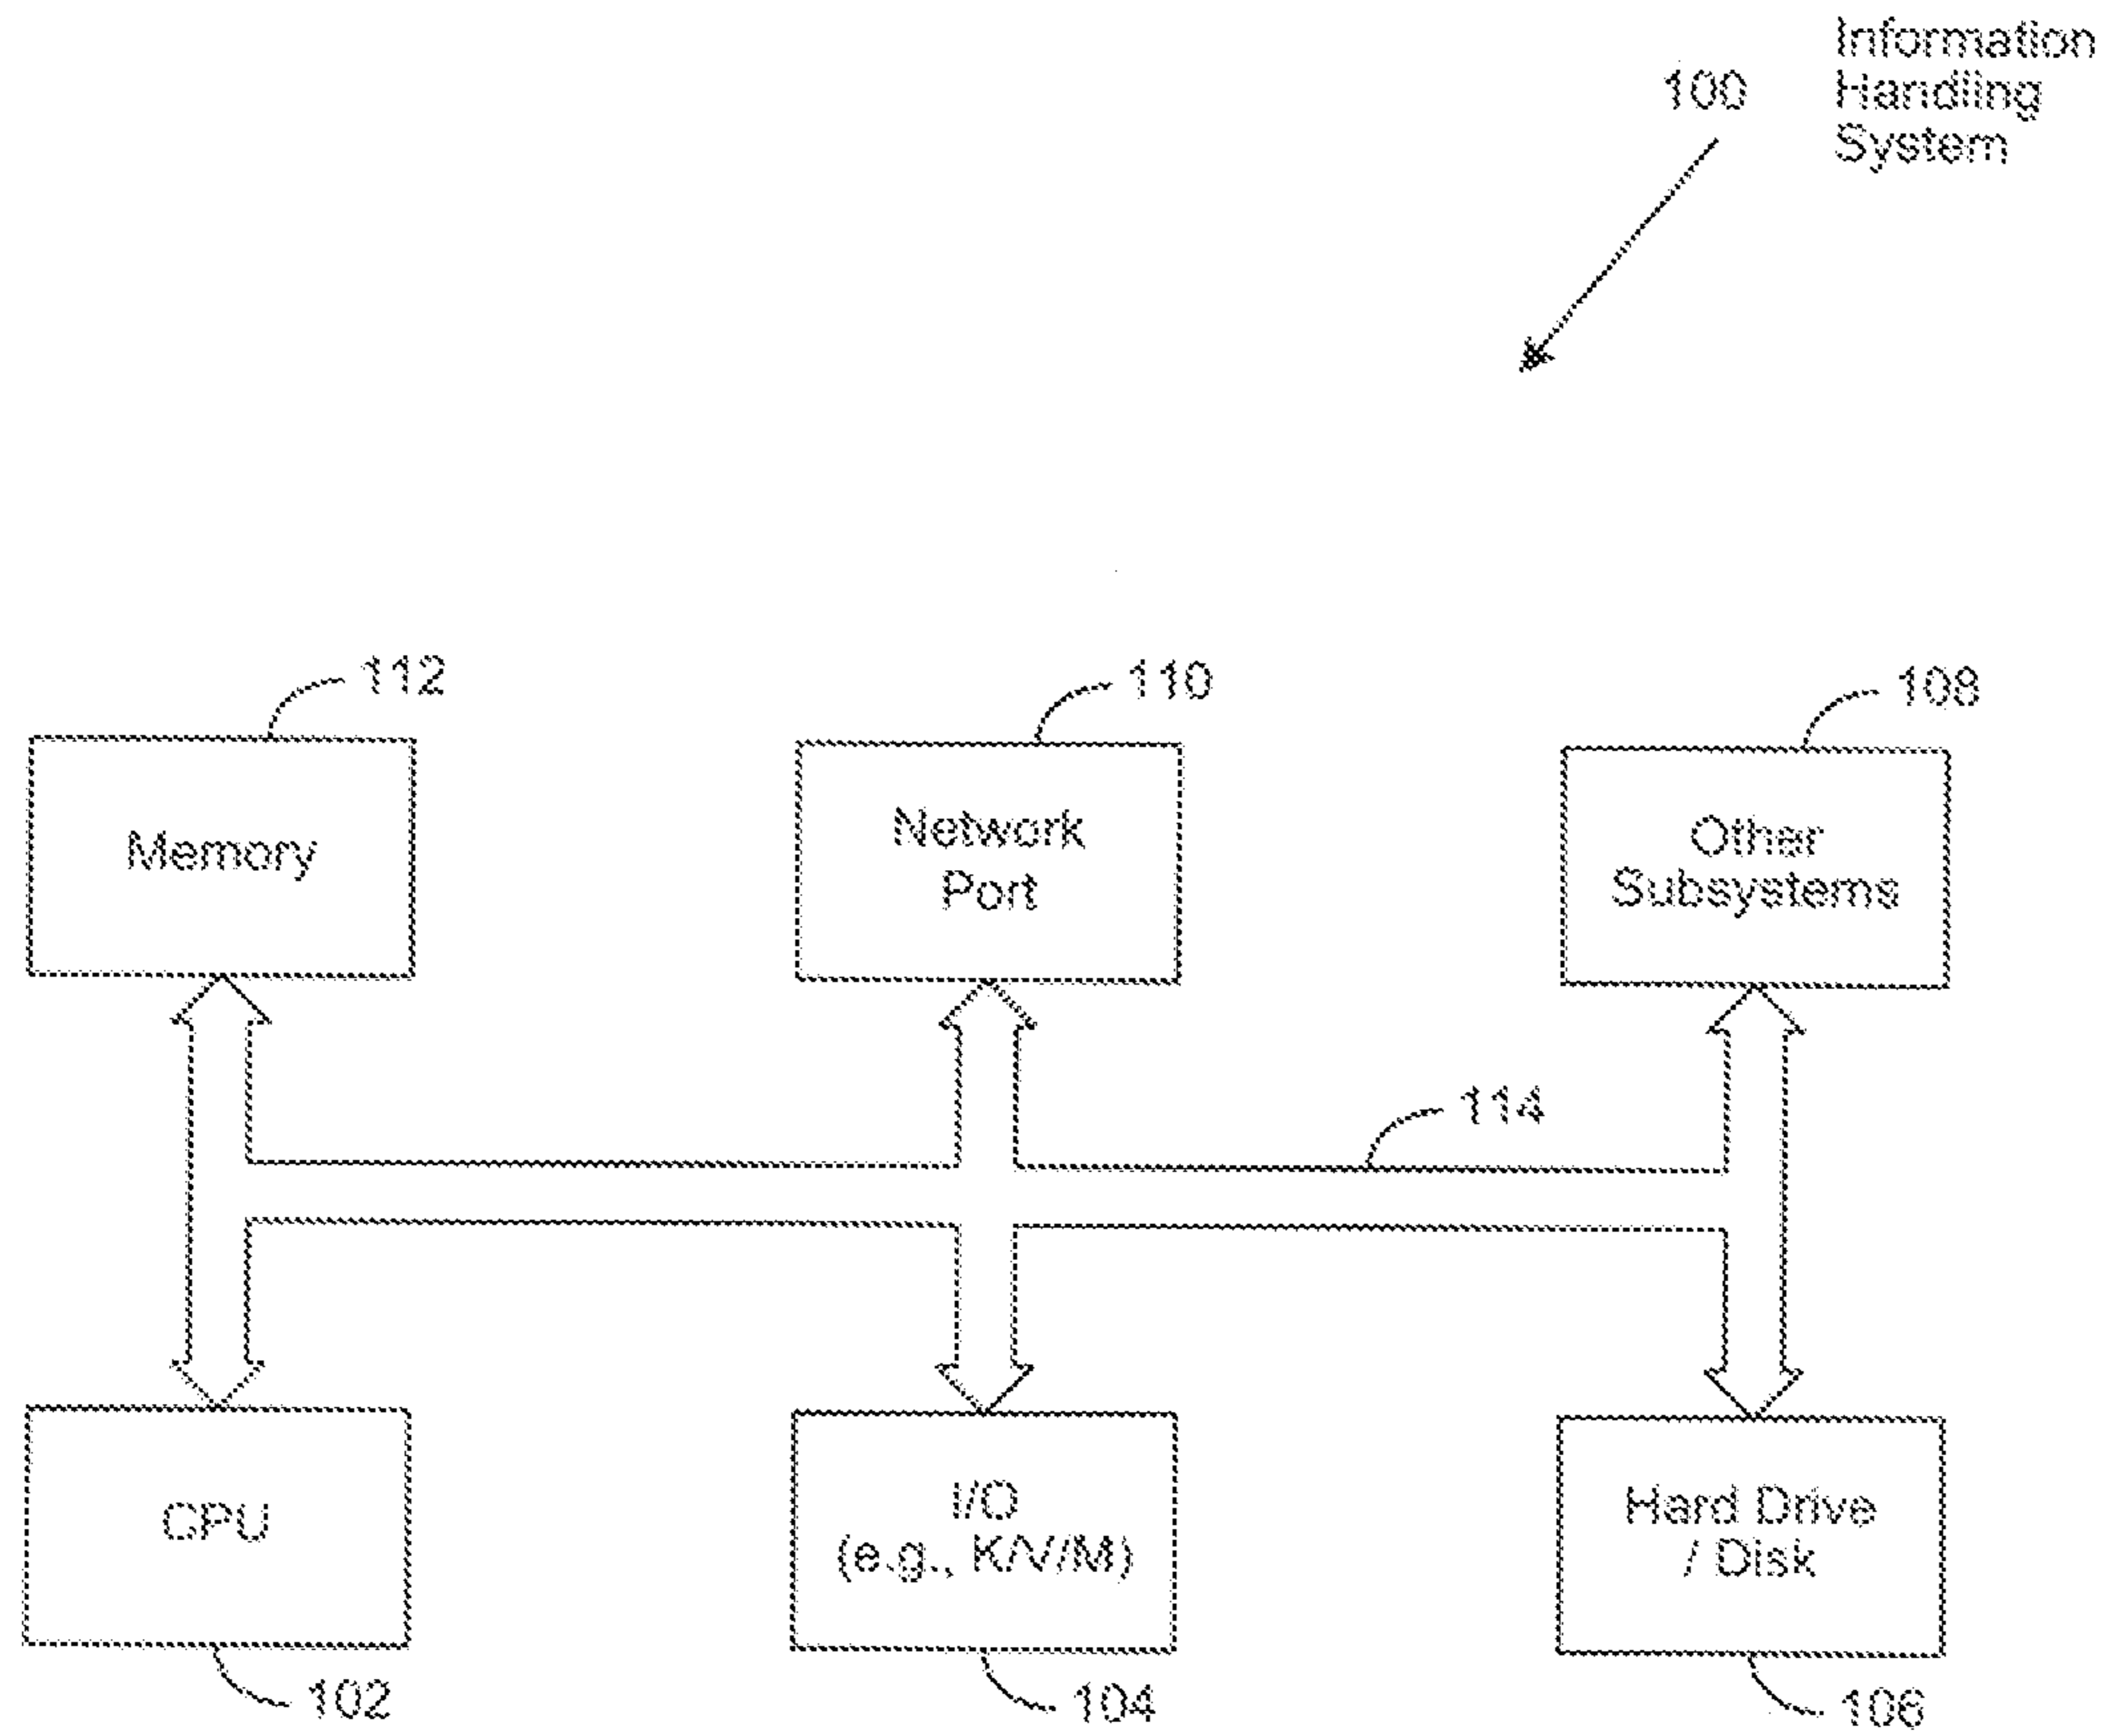 Information
100 Handling
System
112
110
108
Memory
Network
Port
Other
Subsystems
114
CPU
I/O
(e.g., K/V/M)
Hard Drive
/ Disk
102
104
106